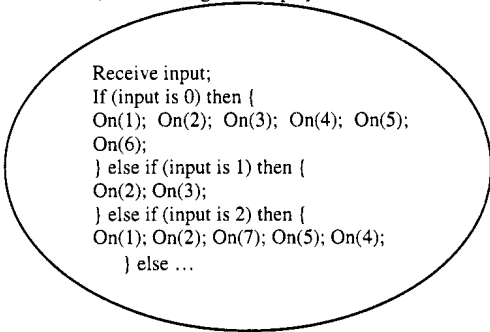 Receive input;
If (input is 0) then {
On(1); On(2); On(3); On(4); On(5);
On(6);
} else if (input is 1) then {
On(2); On(3);
} else if (input is 2) then {
On(1); On(2); On(7); On(5); On(4);
} else ...